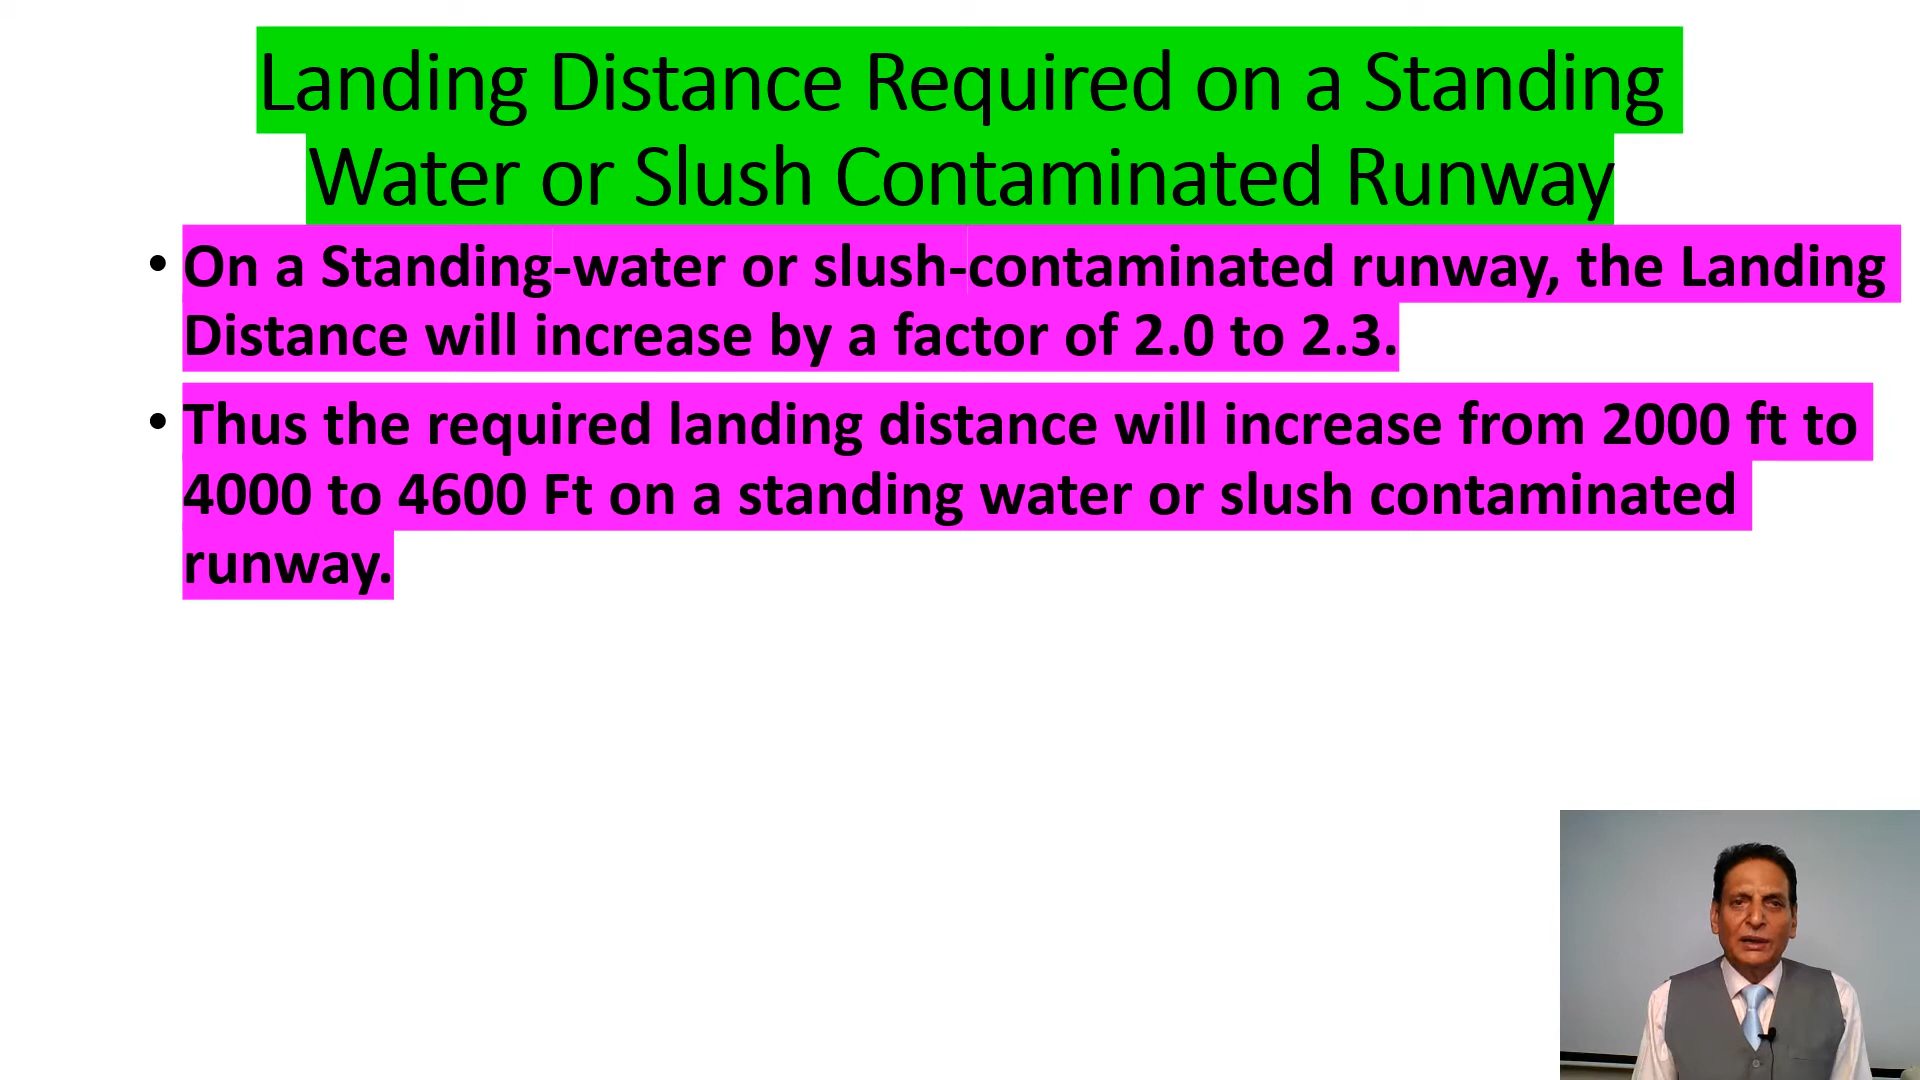 Landing Distance Required on a Standing
Water or Slush Contaminated Runway
• On a Standing-water or slush-contaminated runway, the Landing
Distance will increase by a factor of 2.0 to 2.3.
• Thus the required landing distance will increase from 2000 ft to
4000 to 4600 Ft on a standing water or slush contaminated
runway.